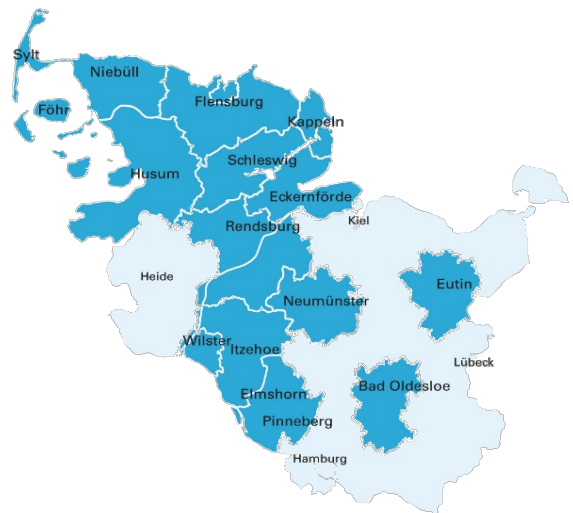 Sylt
Niebüll
Föhr
Flensburg
Kappeln
Schleswig
Husum
Eckernförde
Kiel
Rendsburg
Heide
Eutin
Neumünster
Wilster
Itzehoe
Lübeck
Bad Oldesloe
Elmshorn
Pinneberg
Hamburg